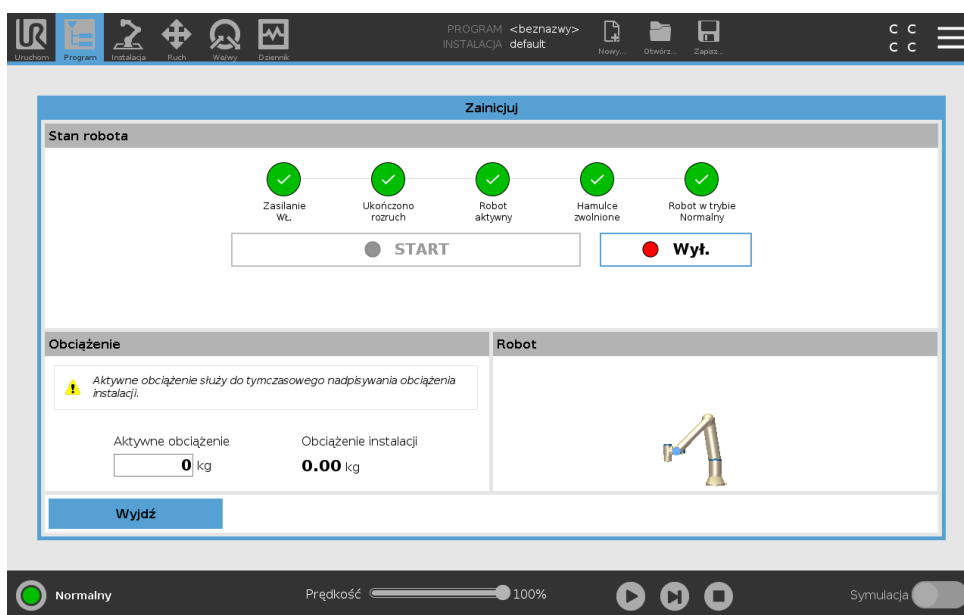 UR
PROGRAM <beznazwy>
INSTALACJA default
C C
C C
Uruchom Program Instalacja Ruch We/wy Dziennik Nowy... Otwórz... Zapisz...
Zainicjuj
Stan robota
Zasilanie WŁ.
Ukończono rozruch
Robot aktywny
Hamulce zwolnione
Robot w trybie Normalny
START
Wył.
Obciążenie
Robot
Aktywne obciążenie służy do tymczasowego nadpisywania obciążenia
instalacji.
Aktywne obciążenie
Obciążenie instalacji
0 kg
0.00 kg
Wyjdź
Normalny
Prędkość
100%
Symulacja